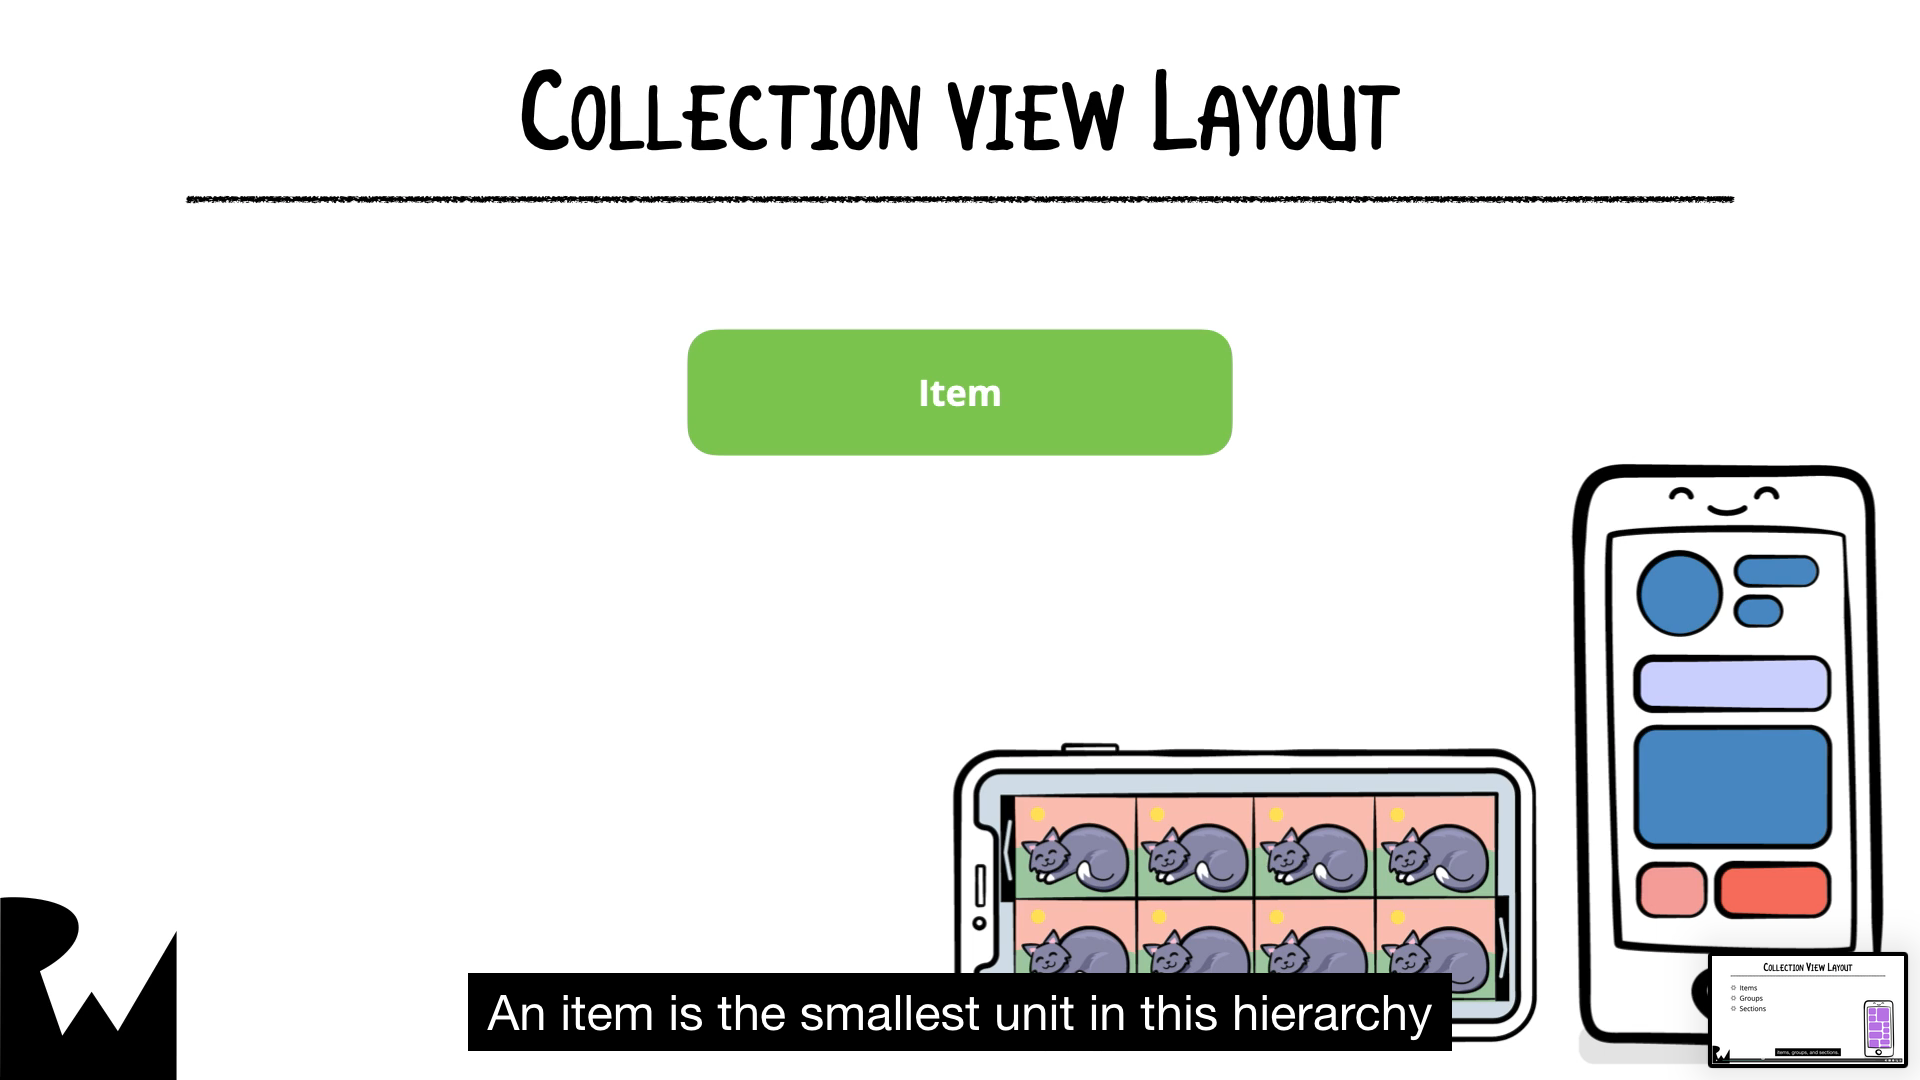 COLLECTION VIEW LAYOUT
Item
An item is the smallest unit in this hierarchy
COLLECTION VIEW LAYOUT
Items
Groups
Sections
items, groups, and sections.